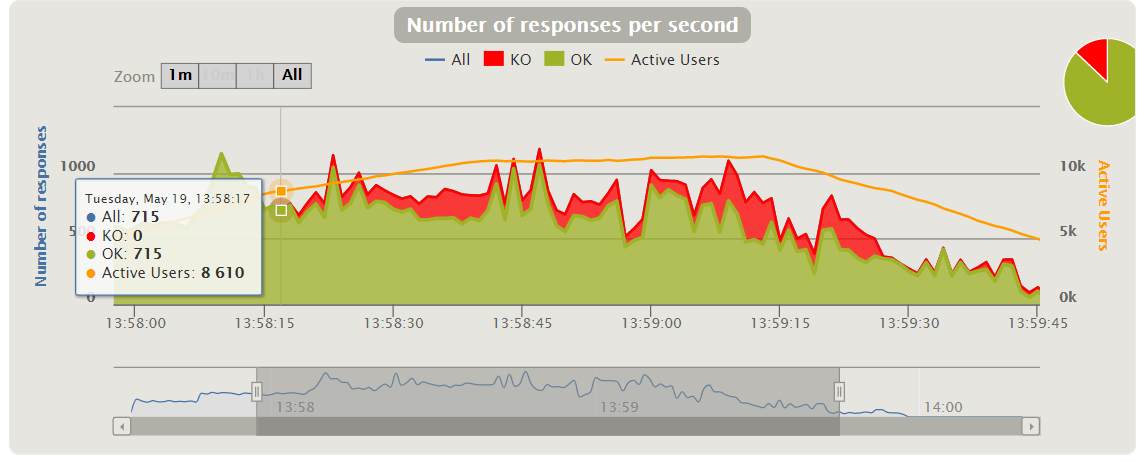 Number of responses per second
All KO OK Active Users
Zoom 1m 10m 1h All
Number of responses
1000
500
0
10k
5k
0k
Active Users
Tuesday, May 19, 13:58:17
All: 715
KO: 0
OK: 715
Active Users: 8 610
13:58:00 13:58:15 13:58:30 13:58:45 13:59:00 13:59:15 13:59:30 13:59:45
13:58 13:59 14:00